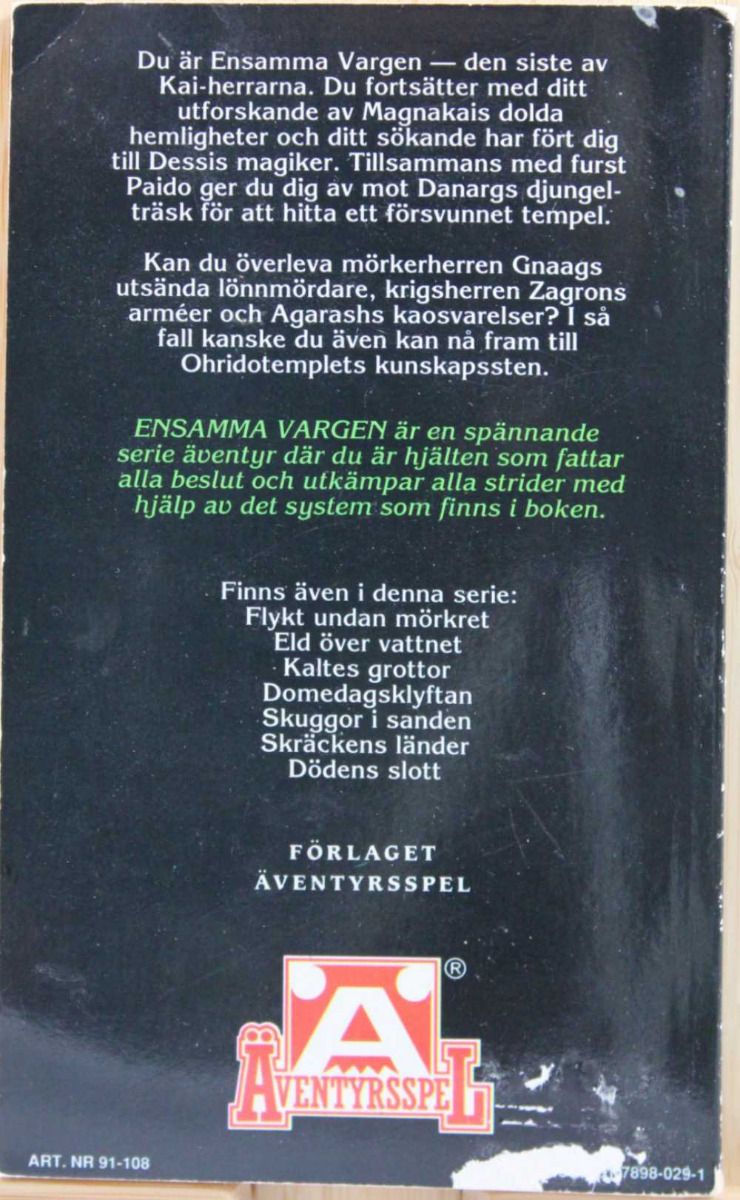 Du är Ensamma Vargen — den siste av
Kai-herrarna. Du fortsätter med ditt
utforskande av Magnakais dolda
hemligheter och ditt sökande har fört dig
till Dessis magiker. Tillsammans med furst
Paido ger du dig av mot Danargs djungel-
träsk för att hitta ett försvunnet tempel.
Kan du överleva mörkerherren Gnaags
utsända lönnmördare, krigsherren Zagrons
arméer och Agarashs kaosvarelser? I så
fall kanske du även kan nå fram till
Ohridotemplets kunskapssten.
ENSAMMA VARGEN är en spännande
serie äventyr där du är hjälten som fattar
alla beslut och utkämpar alla strider med
hjälp av det system som finns i boken.
Finns även i denna serie:
Flykt undan mörkret
Eld över vattnet
Kaltes grottor
Domedagsklyftan
Skuggor i sanden
Skräckens länder
Dödens slott
FÖRLAGET
ÄVENTYRSSPEL
A ®
ÄVENTYRSSPEL
ART. NR 91-108
7898-029-1